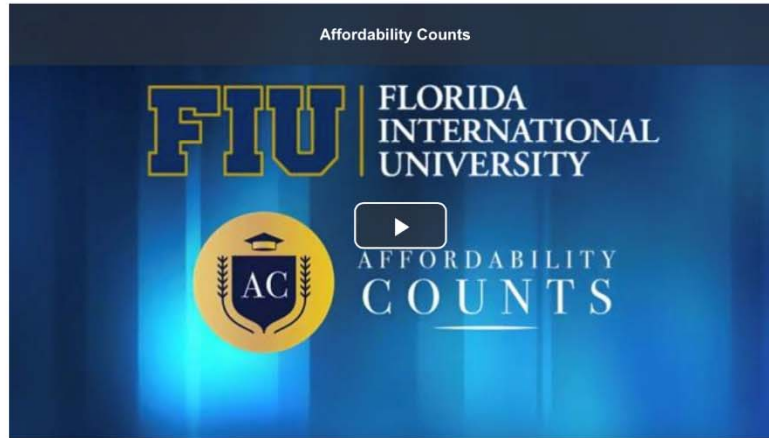 Affordability Counts
FIU
FLORIDA
INTERNATIONAL
UNIVERSITY
AC
AFFORDABILITY
COUNTS